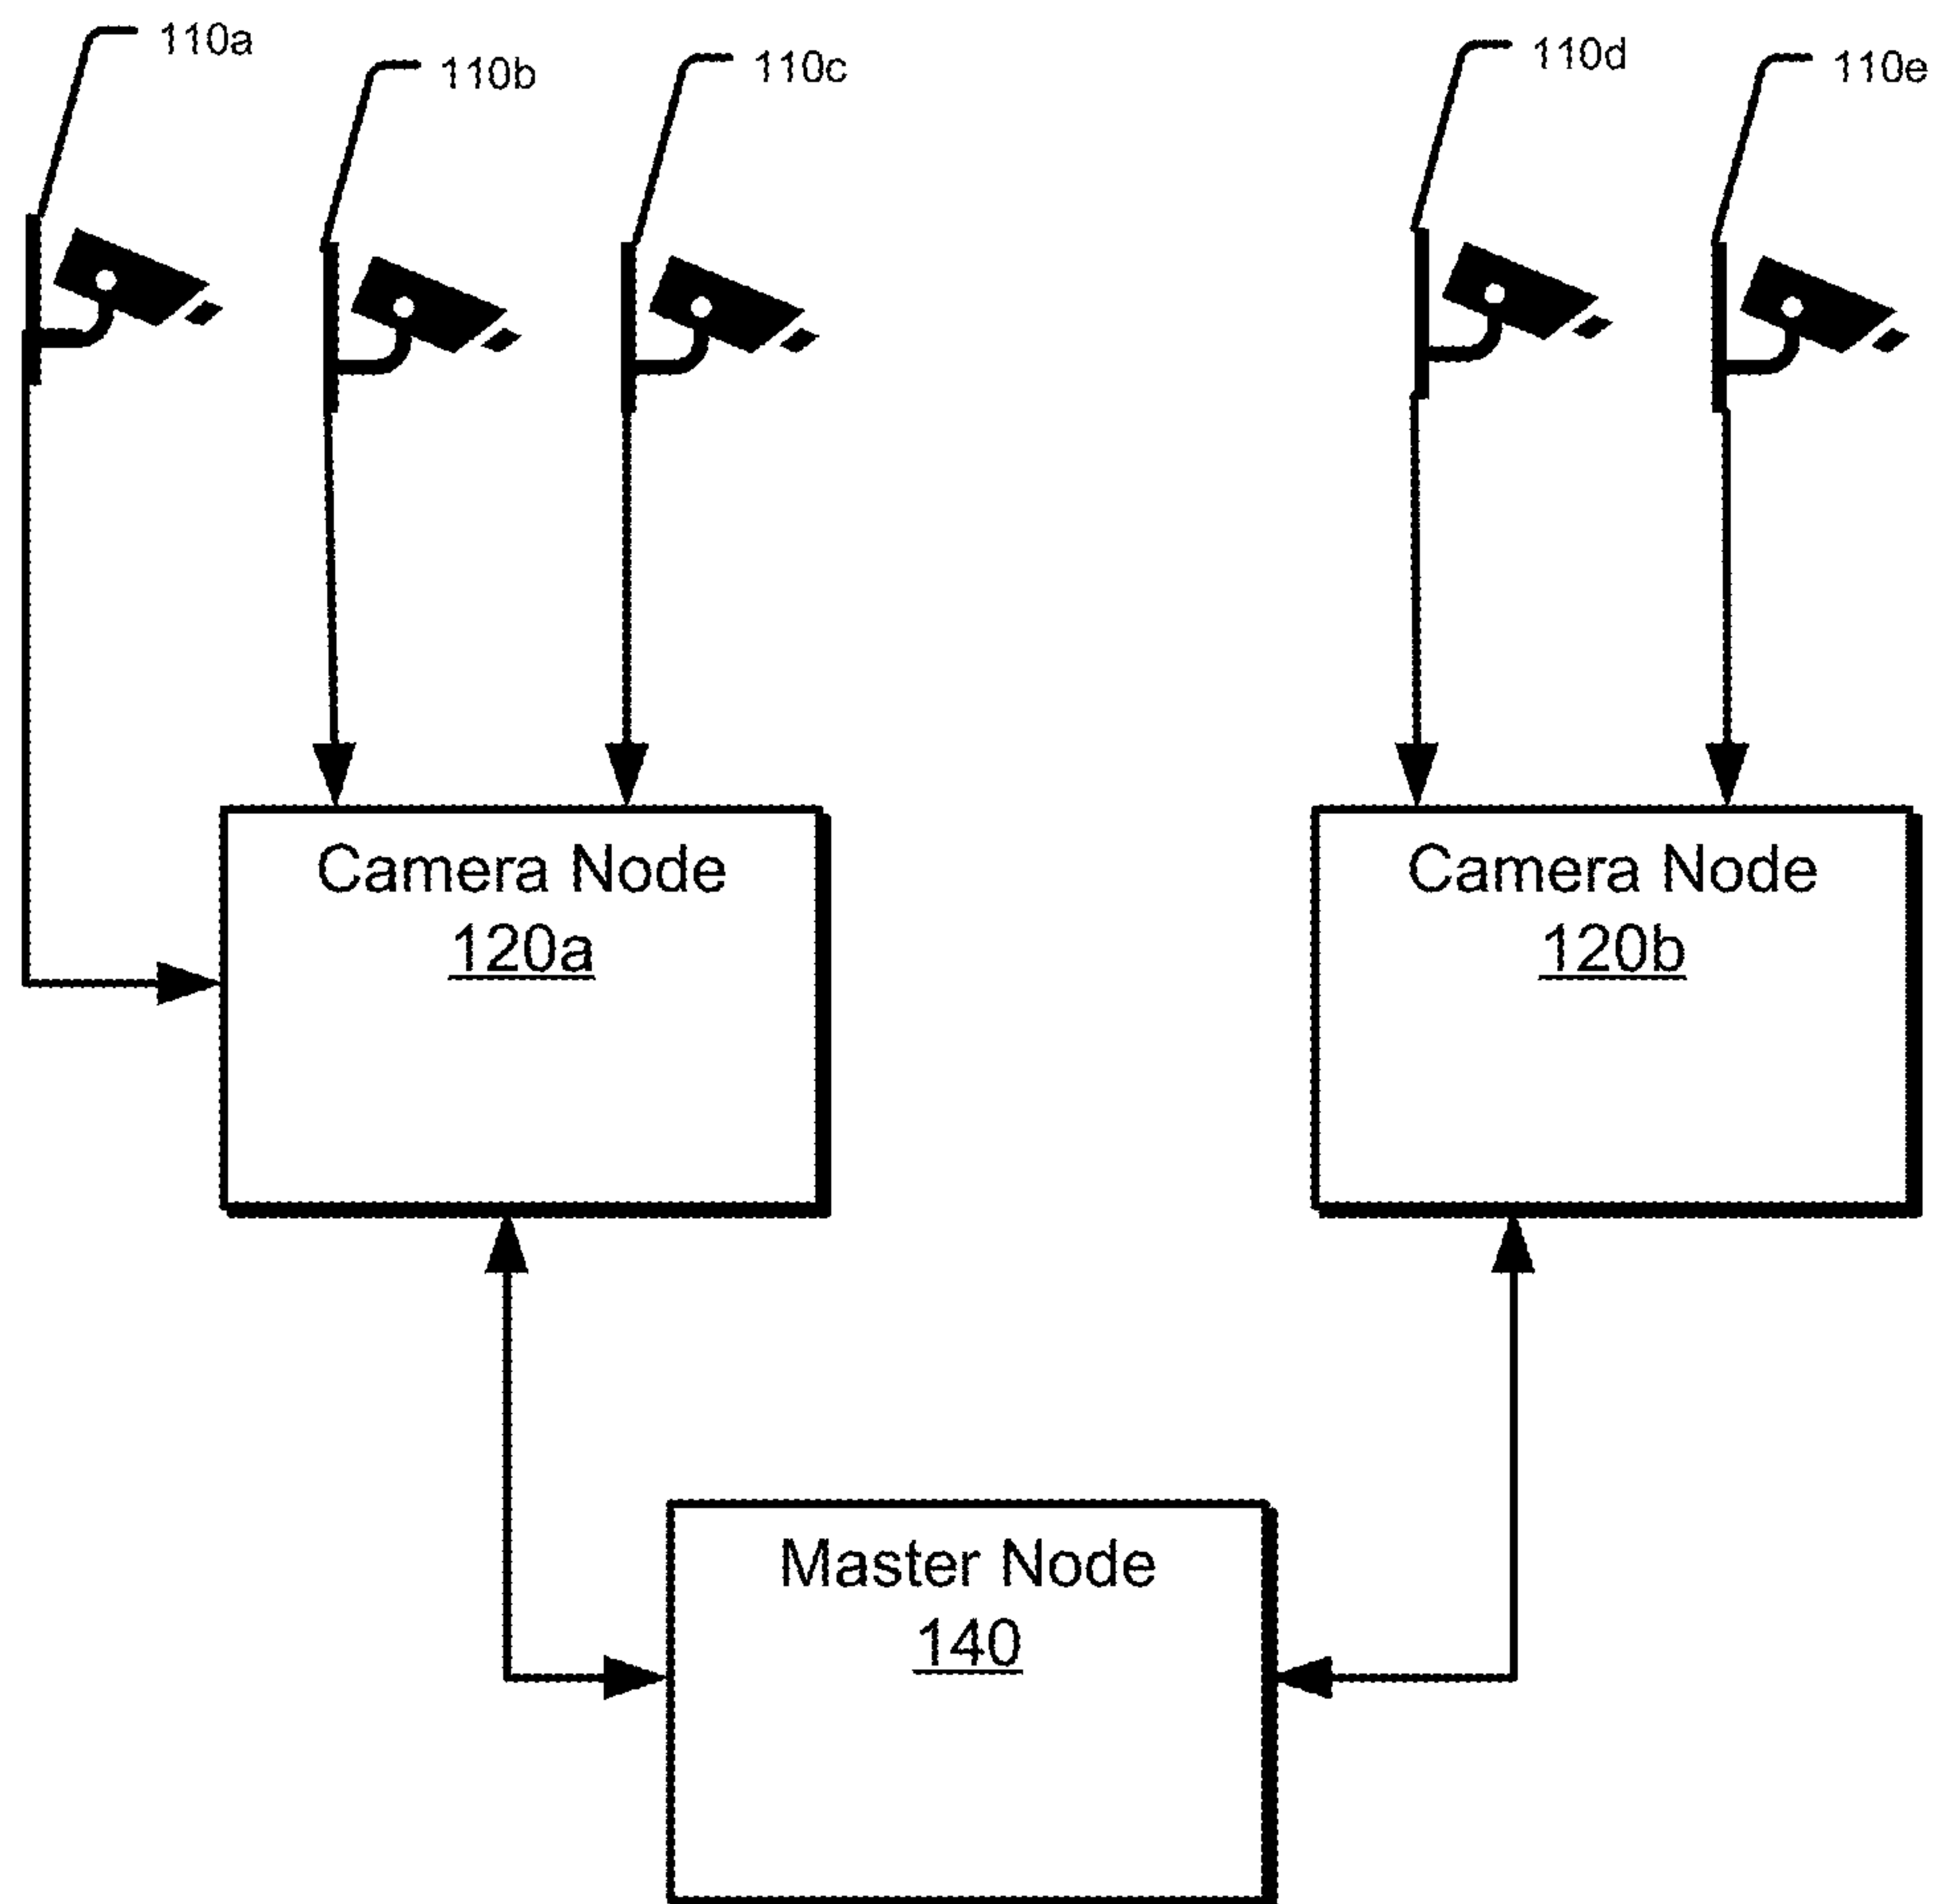 110a
110b
110c
110d
110e
Camera Node
120a
Camera Node
120b
Master Node
140